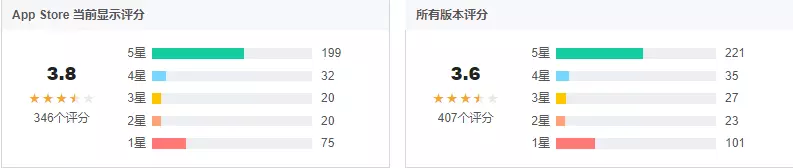 App Store 当前显示评分
3.8
346个评分
5星 199
4星 32
3星 20
2星 20
1星 75
所有版本评分
3.6
407个评分
5星 221
4星 35
3星 27
2星 23
1星 101